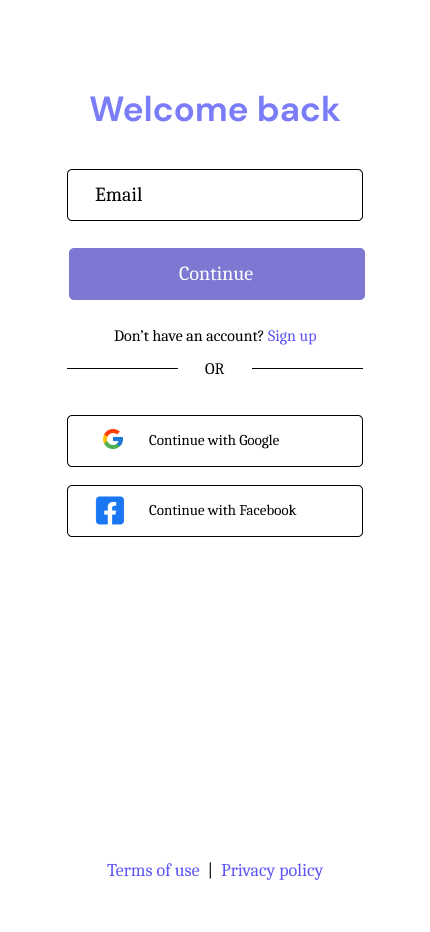 Welcome back
Email
Continue
Don’t have an account? Sign up
OR
Continue with Google
Continue with Facebook
Terms of use | Privacy policy